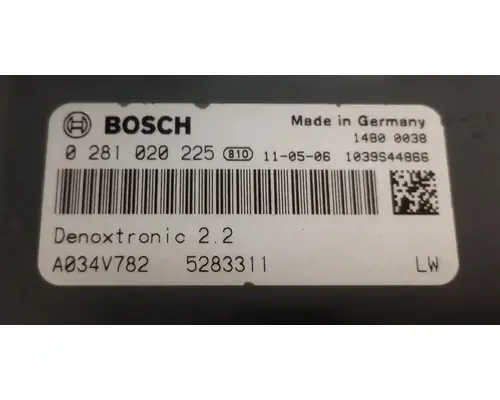 BOSCH Made in Germany
1480 0038
0 281 020 225 810 11-05-06 1039S44866
Denoxtronic 2.2
A034V782 5283311 LW